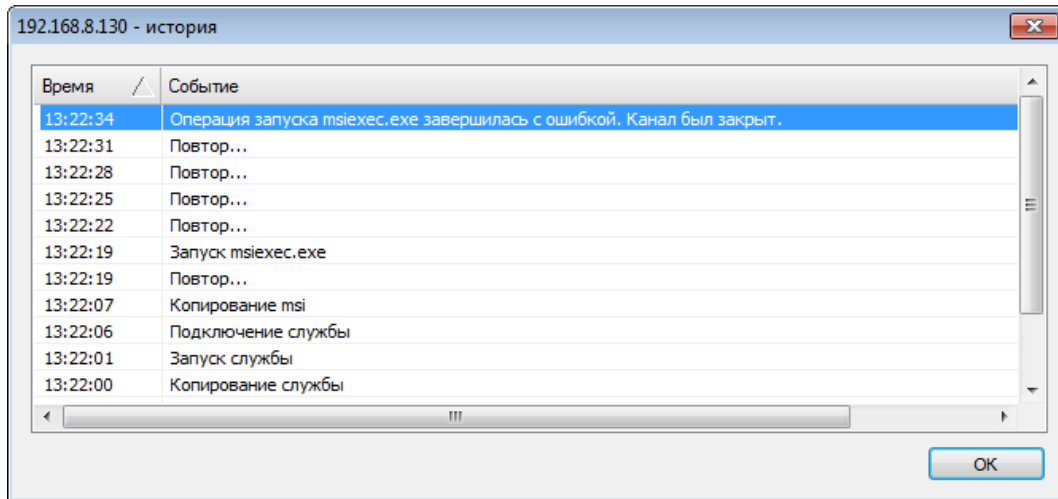 192.168.8.130 - история
Время Событие
13:22:34 Операция запуска msiexec.exe завершилась с ошибкой. Канал был закрыт.
13:22:31 Повтор...
13:22:28 Повтор...
13:22:25 Повтор...
13:22:22 Повтор...
13:22:19 Запуск msiexec.exe
13:22:19 Повтор...
13:22:07 Копирование msi
13:22:06 Подключение службы
13:22:01 Запуск службы
13:22:00 Копирование службы
OK